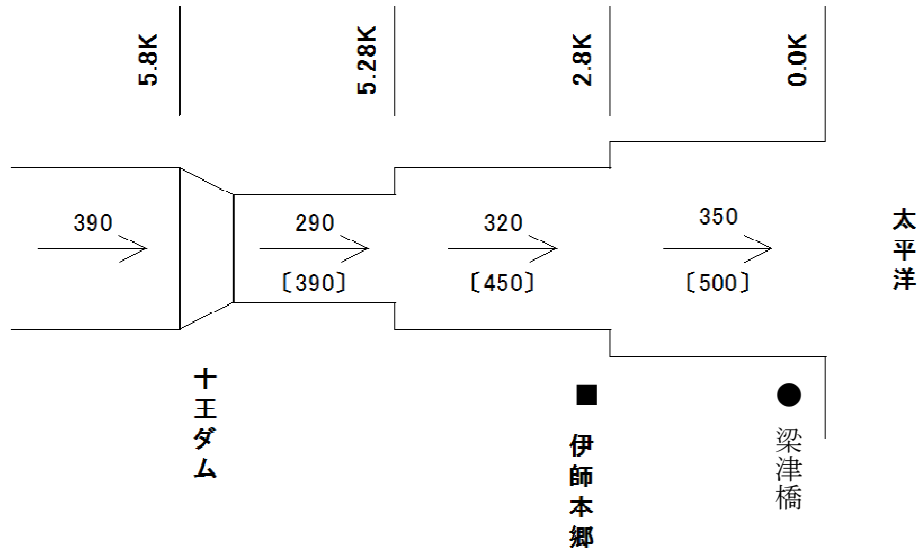 5.8K
5.28K
2.8K
0.0K
390
290
〔390〕
320
〔450〕
350
〔500〕
太平洋
十王ダム
■
伊師本郷
●
梁津橋